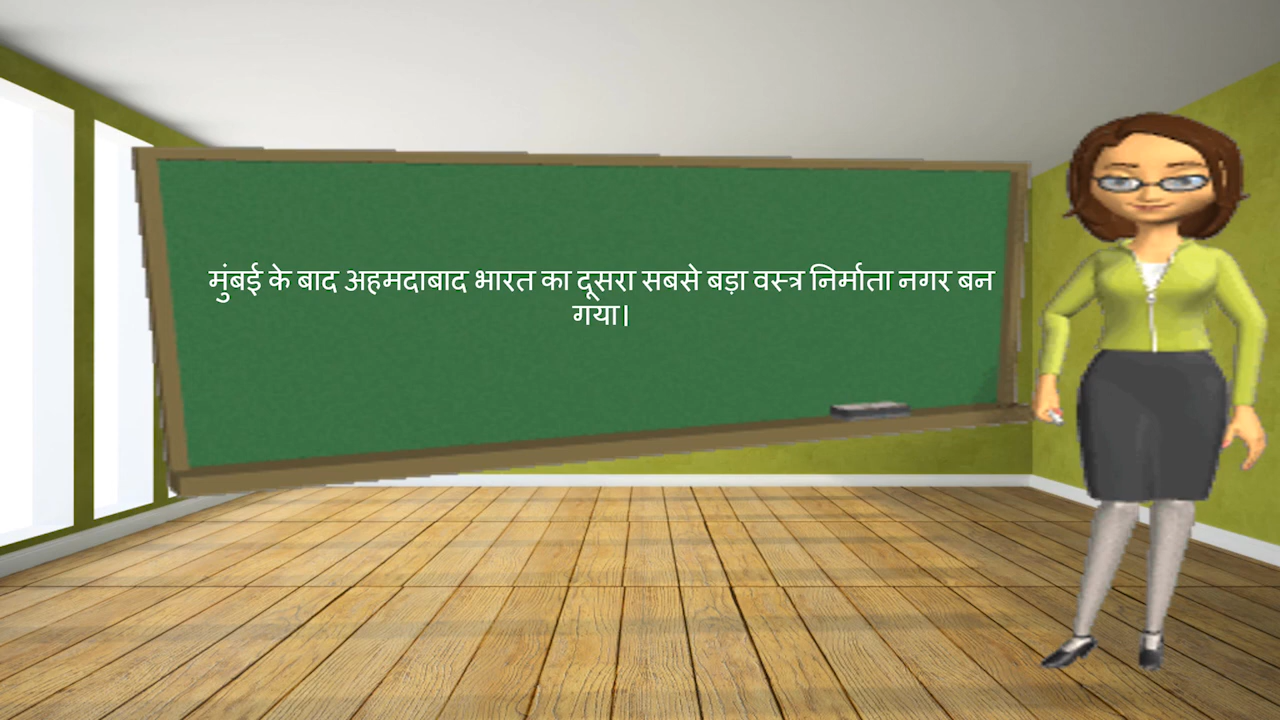 मुंबई के बाद अहमदाबाद भारत का दूसरा सबसे बड़ा वस्त्र निर्माता नगर बन
गया।